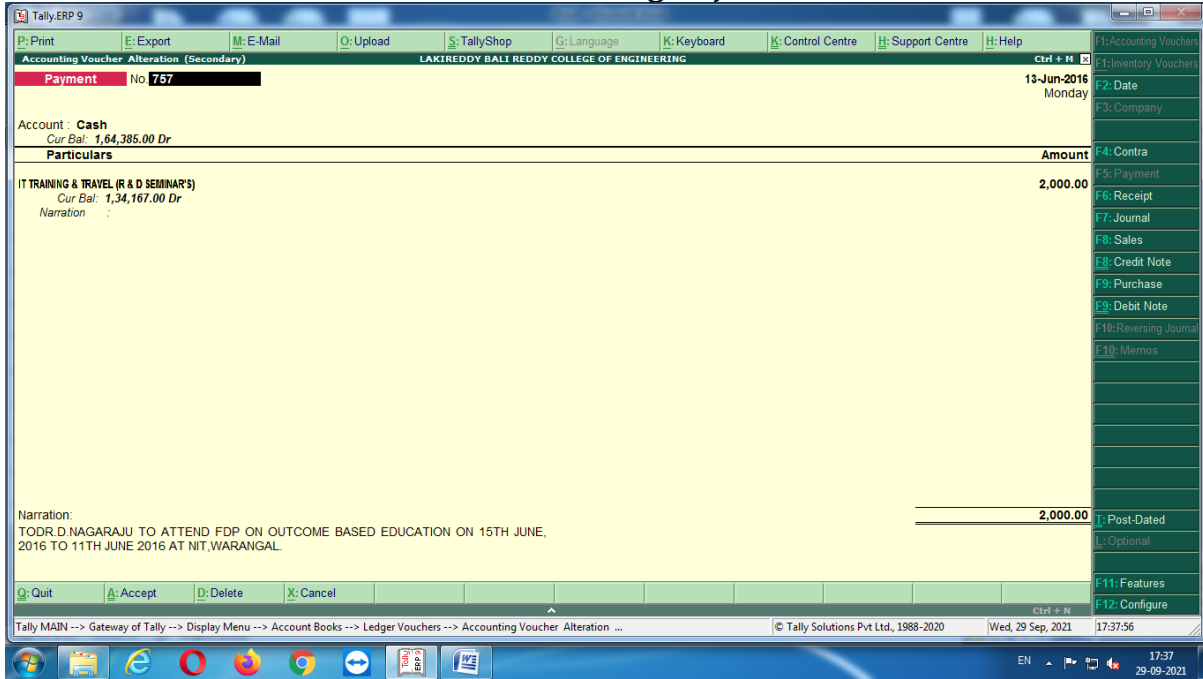 Tally.ERP 9
P: Print E: Export M: E-Mail O: Upload S: TallyShop G: Language K: Keyboard K: Control Centre H: Support Centre H: Help F1: Accounting Vouchers
Accounting Voucher Alteration (Secondary) LAKIREDDY BALI REDDY COLLEGE OF ENGINEERING Ctrl + M
F1: Inventory Vouchers
Payment No. 757 13-Jun-2016
Monday
F2: Date
F3: Company
Account : Cash
Cur Bal: 1,64,385.00 Dr
Particulars Amount
F4: Contra
F5: Payment
IT TRAINING & TRAVEL (R & D SEMINAR'S) 2,000.00
Cur Bal: 1,34,167.00 Dr
Narration :
F6: Receipt
F7: Journal
F8: Sales
F8: Credit Note
F9: Purchase
F9: Debit Note
F10: Reversing Journal
F10: Memos
Narration: 2,000.00
TODR.D.NAGARAJU TO ATTEND FDP ON OUTCOME BASED EDUCATION ON 15TH JUNE,
2016 TO 11TH JUNE 2016 AT NIT,WARANGAL.
T: Post-Dated
L: Optional
F11: Features
Q: Quit A: Accept D: Delete X: Cancel
F12: Configure
Ctrl + N
Tally MAIN --> Gateway of Tally --> Display Menu --> Account Books --> Ledger Vouchers --> Accounting Voucher Alteration ... © Tally Solutions Pvt Ltd., 1988-2020 Wed, 29 Sep, 2021 17:37:56
EN 17:37
29-09-2021